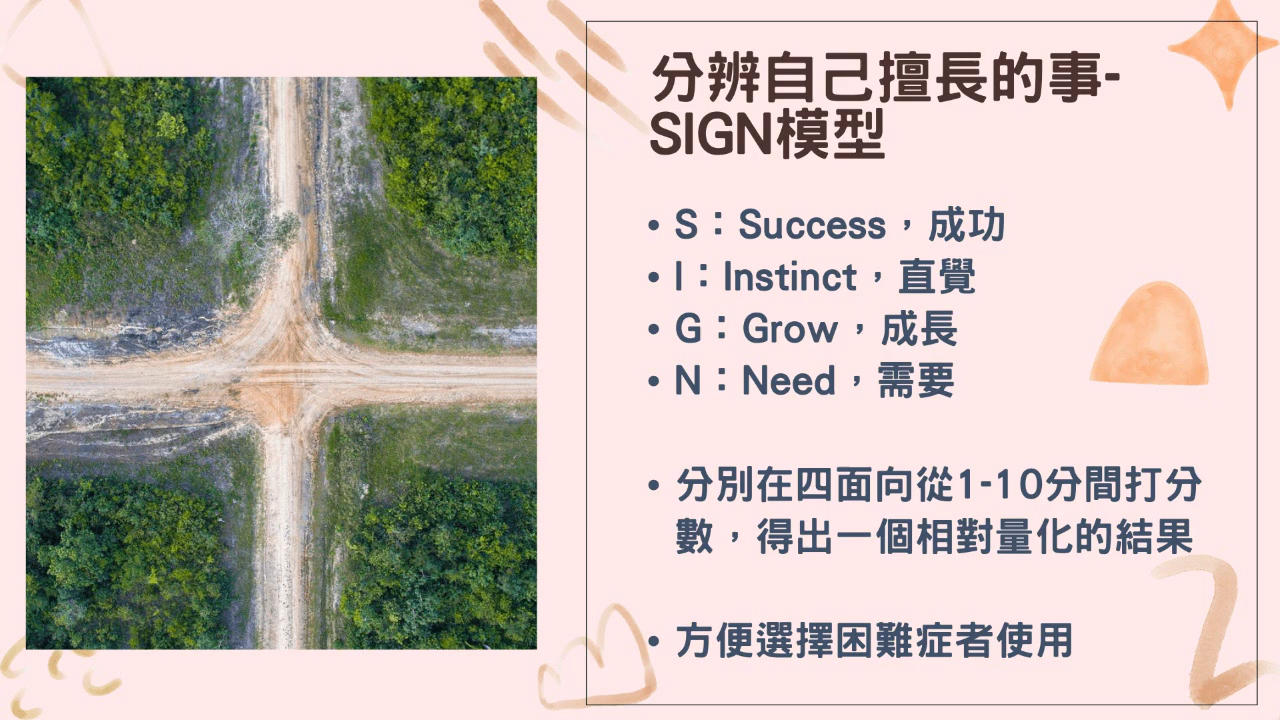 分辨自己擅長的事-
SIGN模型
• S：Success，成功
• I：Instinct，直覺
• G：Grow，成長
• N：Need，需要
• 分別在四面向從1-10分間打分
數，得出一個相對量化的結果
• 方便選擇困難症者使用